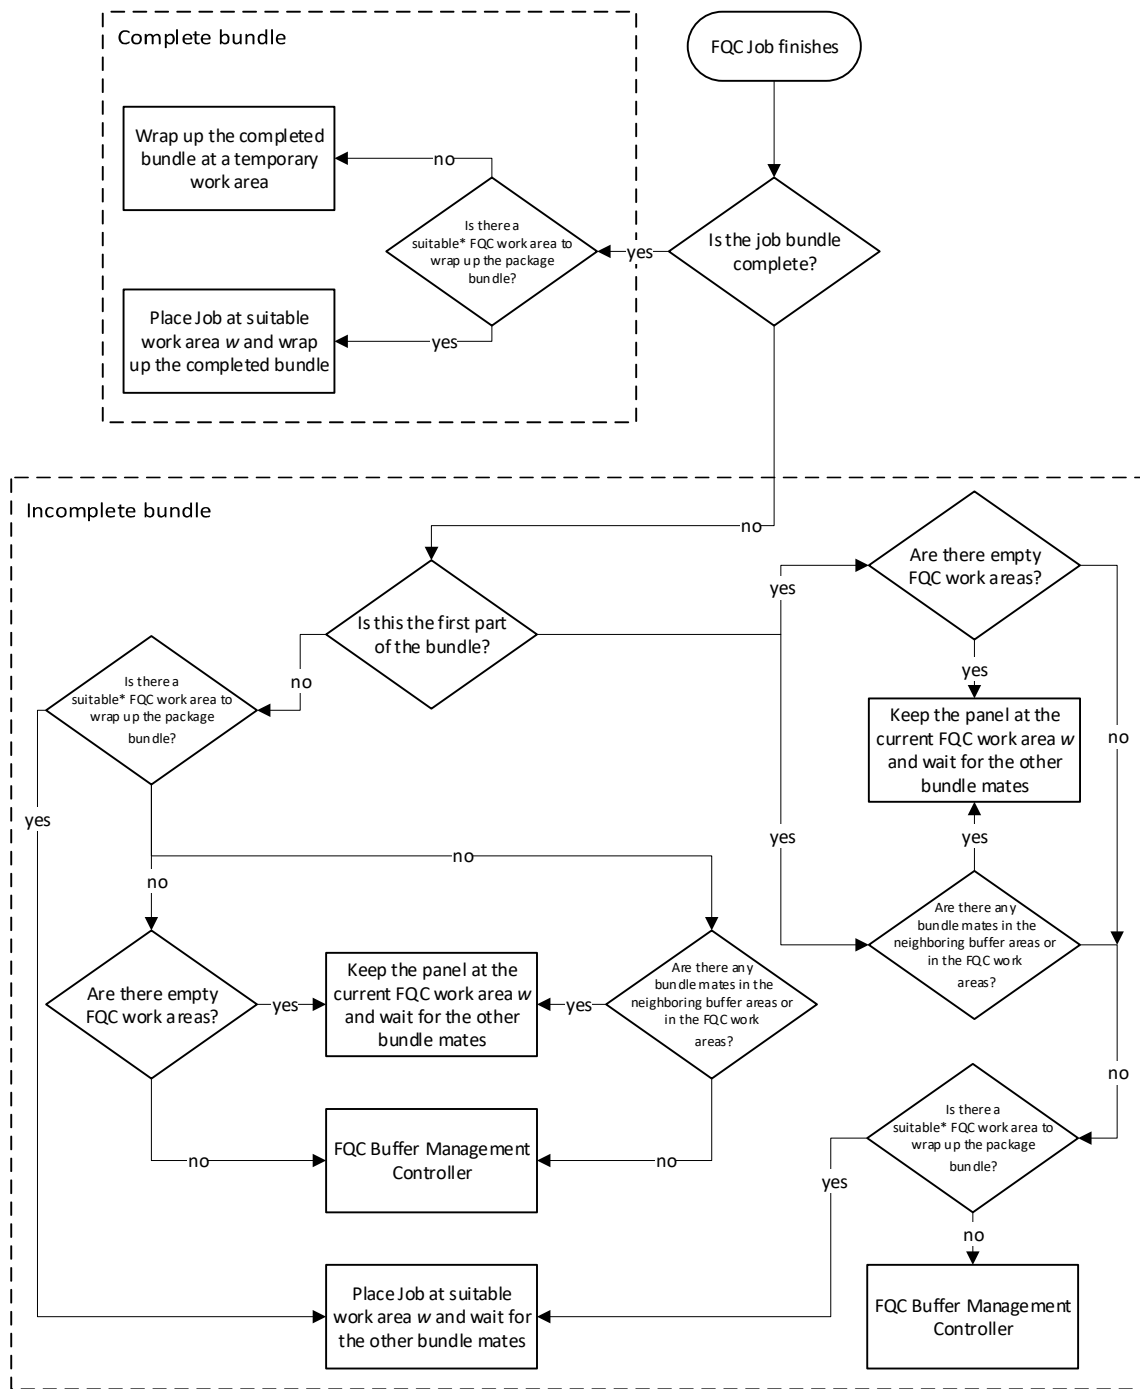 Complete bundle
FQC Job finishes
Wrap up the completed
bundle at a temporary
work area
no
Is there a
suitable* FQC work area to
wrap up the package
bundle?
yes
Is the job bundle
complete?
Place Job at suitable
work area w and wrap
up the completed bundle
yes
Incomplete bundle
no
Are there empty
FQC work areas?
yes
Is this the first part
of the bundle?
no
Is there a
suitable* FQC work area to
wrap up the package
bundle?
yes
Keep the panel at the
current FQC work area w
and wait for the other
bundle mates
no
yes
yes
yes
no
no
Are there any
bundle mates in the
neighboring buffer areas or
in the FQC work
areas?
Are there empty
FQC work areas?
yes
Keep the panel at the
current FQC work area w
and wait for the other
bundle mates
yes
Are there any
bundle mates in the
neighboring buffer areas or
in the FQC work
areas?
no
Is there a
suitable* FQC work area to
wrap up the package
bundle?
no
FQC Buffer Management
Controller
no
yes
no
Place Job at suitable
work area w and wait for
the other bundle mates
FQC Buffer Management
Controller